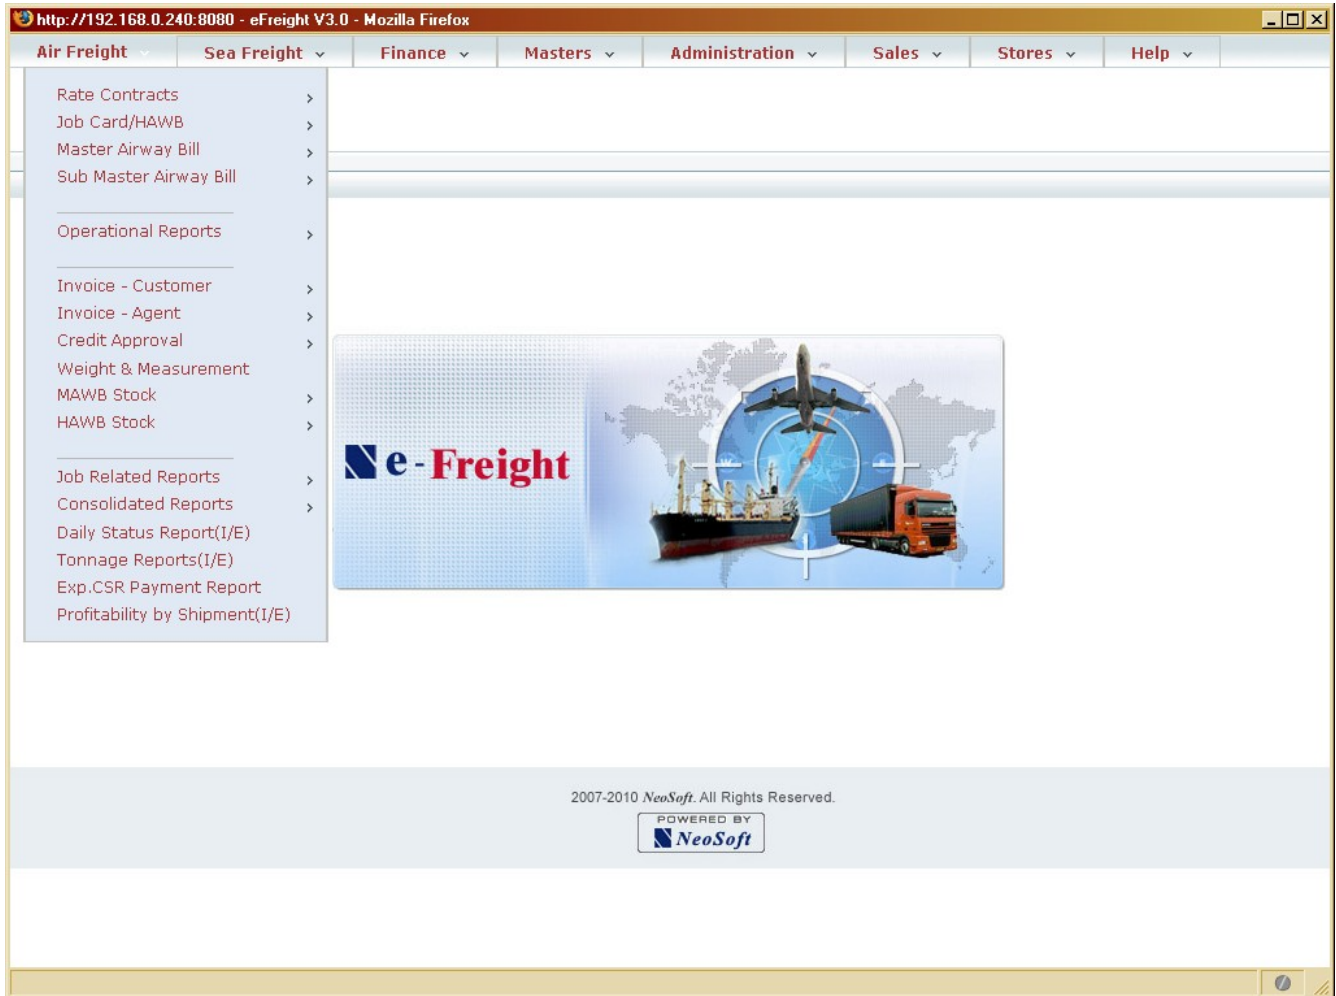 http://192.168.0.240:8080 - eFreight V3.0 - Mozilla Firefox
Air Freight Sea Freight Finance Masters Administration Sales Stores Help
Rate Contracts
Job Card/HAWB
Master Airway Bill
Sub Master Airway Bill
Operational Reports
Invoice - Customer
Invoice - Agent
Credit Approval
Weight & Measurement
MAWB Stock
HAWB Stock
Job Related Reports
Consolidated Reports
Daily Status Report(I/E)
Tonnage Reports(I/E)
Exp.CSR Payment Report
Profitability by Shipment(I/E)
N e - Freight
W E
2007-2010 NeoSoft. All Rights Reserved.
POWERED BY
N NeoSoft